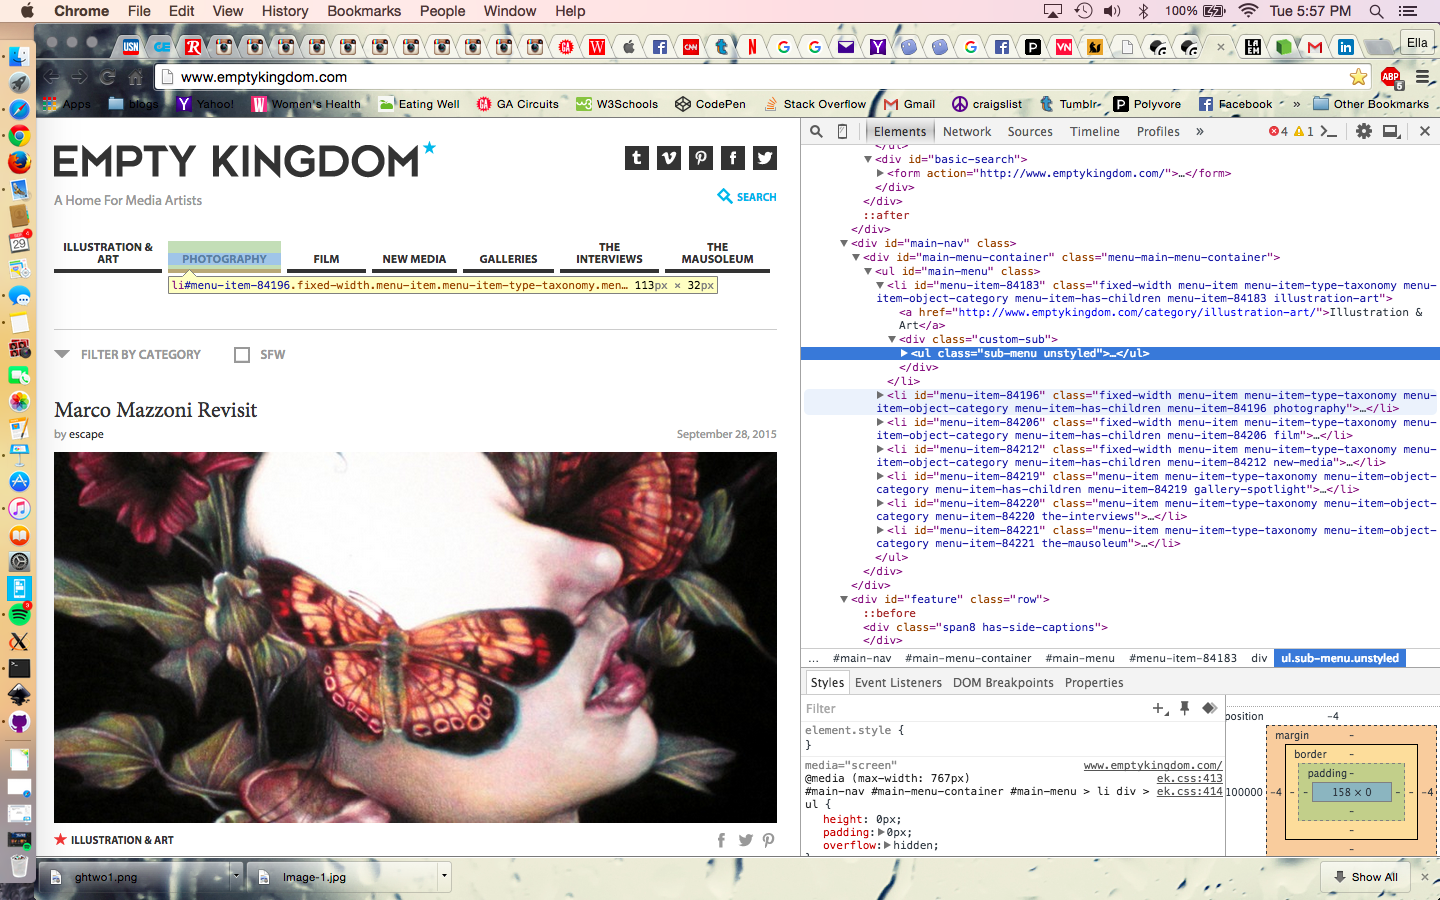 Chrome File Edit View History Bookmarks People Window Help 100% Tue 5:57 PM
Ella
www.emptykingdom.com
Apps blogs Yahoo! Women's Health Eating Well GA Circuits W3Schools CodePen Stack Overflow Gmail craigslist Tumblr Polyvore Facebook » Other Bookmarks
EMPTY KINGDOM
A Home For Media Artists
SEARCH
ILLUSTRATION & ART
PHOTOGRAPHY
FILM
NEW MEDIA
GALLERIES
THE INTERVIEWS
THE MAUSOLEUM
li#menu-item-84196.fixed-width.menu-item.menu-item-type-taxonomy.men… 113px × 32px
FILTER BY CATEGORY SFW
Marco Mazzoni Revisit
by escape September 28, 2015
ILLUSTRATION & ART
Elements Network Sources Timeline Profiles » 4 1
</ul>
<div id="basic-search">
<form action="http://www.emptykingdom.com/">…</form>
</div>
</div>
::after
</div>
<div id="main-nav" class>
<div id="main-menu-container" class="menu-main-menu-container">
<ul id="main-menu" class>
<li id="menu-item-84183" class="fixed-width menu-item menu-item-type-taxonomy menu-
item-object-category menu-item-has-children menu-item-84183 illustration-art">
<a href="http://www.emptykingdom.com/category/illustration-art/">Illustration &
Art</a>
<div class="custom-sub">
<ul class="sub-menu unstyled">…</ul>
</div>
</li>
<li id="menu-item-84196" class="fixed-width menu-item menu-item-type-taxonomy menu-
item-object-category menu-item-has-children menu-item-84196 photography">…</li>
<li id="menu-item-84206" class="fixed-width menu-item menu-item-type-taxonomy menu-
item-object-category menu-item-has-children menu-item-84206 film">…</li>
<li id="menu-item-84212" class="fixed-width menu-item menu-item-type-taxonomy menu-
item-object-category menu-item-has-children menu-item-84212 new-media">…</li>
<li id="menu-item-84219" class="menu-item menu-item-type-taxonomy menu-item-object-
category menu-item-has-children menu-item-84219 gallery-spotlight">…</li>
<li id="menu-item-84220" class="menu-item menu-item-type-taxonomy menu-item-object-
category menu-item-84220 the-interviews">…</li>
<li id="menu-item-84221" class="menu-item menu-item-type-taxonomy menu-item-object-
category menu-item-84221 the-mausoleum">…</li>
</ul>
</div>
</div>
<div id="feature" class="row">
::before
<div class="span8 has-side-captions">
</div>
… #main-nav #main-menu-container #main-menu #menu-item-84183 div ul.sub-menu.unstyled
Styles Event Listeners DOM Breakpoints Properties
Filter
element.style {
}
media="screen" www.emptykingdom.com/
@media (max-width: 767px) ek.css:413
#main-nav #main-menu-container #main-menu > li div > ek.css:414
ul {
height: 0px;
padding: 0px;
overflow: hidden;
position -4
margin -
border -
padding -
100000 -4 - - 158 × 0 - - -4
-
-
-
ghtwo1.png Image-1.jpg Show All